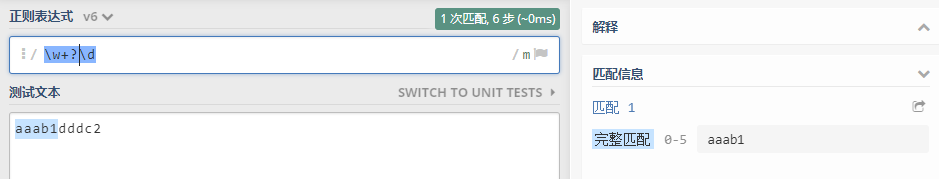 正则表达式 v6
1 次匹配, 6 步 (~0ms)
/ \w+?\d / m
测试文本
SWITCH TO UNIT TESTS
aaab1dddc2
解释
匹配信息
匹配 1
完整匹配 0-5 aaab1